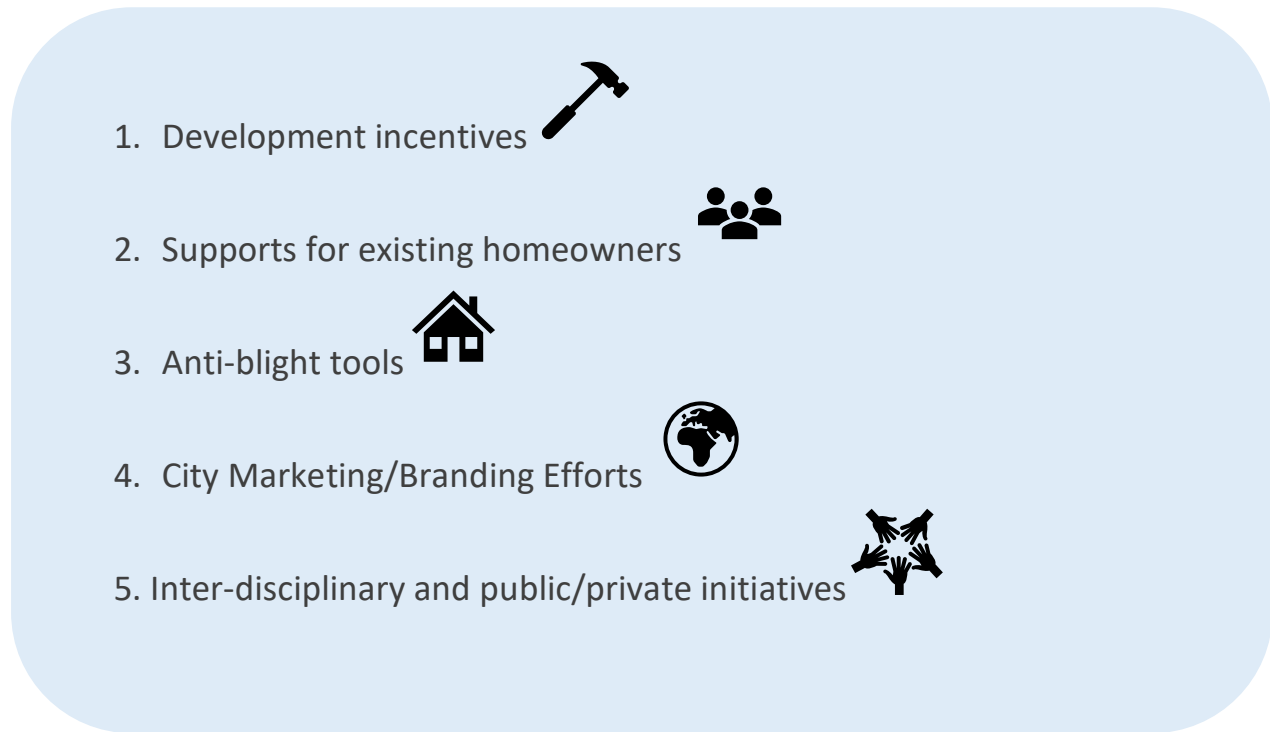 1. Development incentives
2. Supports for existing homeowners
3. Anti-blight tools
4. City Marketing/Branding Efforts
5. Inter-disciplinary and public/private initiatives